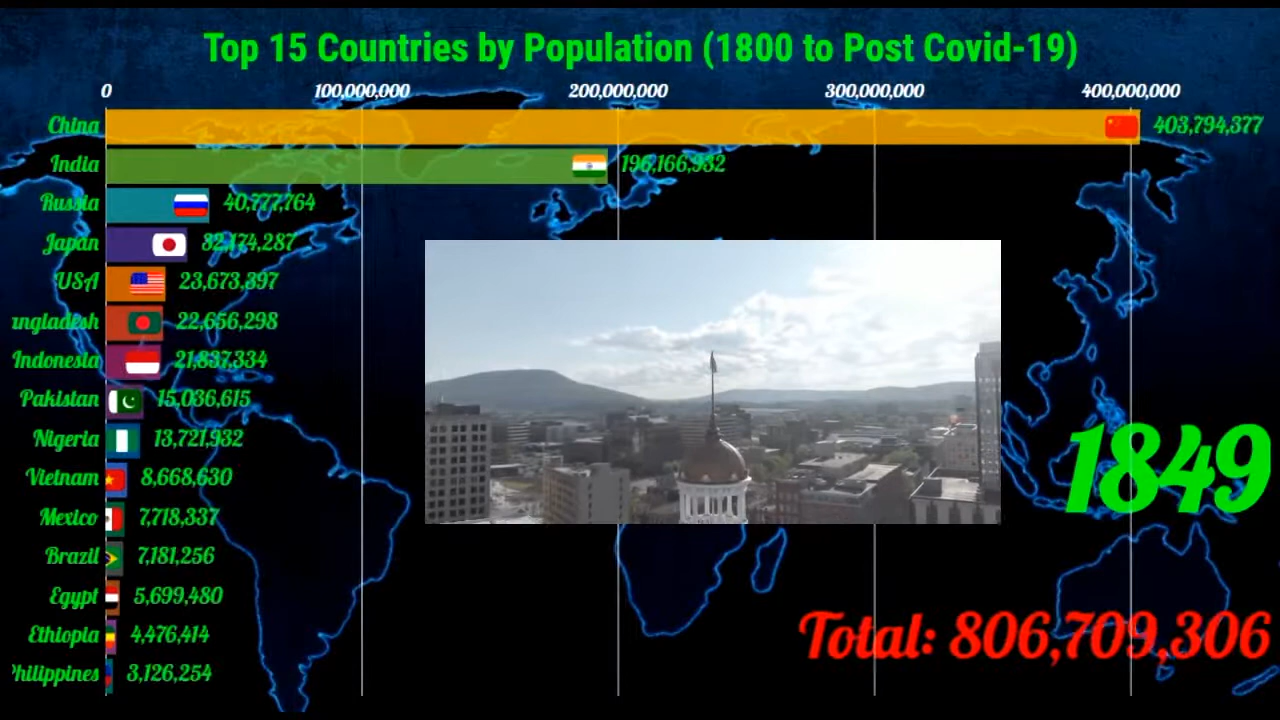 Top 15 Countries by Population (1800 to Post Covid-19)
0 100,000,000 200,000,000 300,000,000 400,000,000
China 403,794,377
India 196,166,932
Russia 40,777,764
Japan 32,174,287
USA 23,673,397
angladesh 22,656,298
Indonesia 21,837,334
Pakistan 15,036,615
Nigeria 13,721,932
Vietnam 8,668,630
Mexico 7,718,337
Brazil 7,181,256
Egypt 5,699,480
Ethiopia 4,476,414
Philippines 3,126,254
1849
Total: 806,709,306